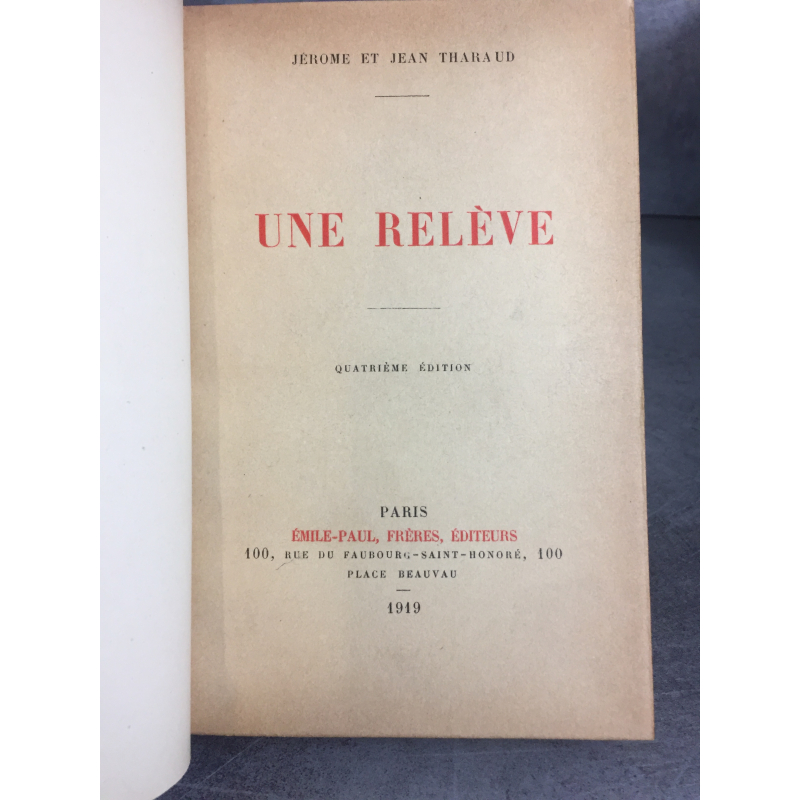 JÉROME ET JEAN THARAUD
UNE RELÈVE
QUATRIÈME ÉDITION
PARIS
ÉMILE-PAUL, FRÈRES, ÉDITEURS
100, RUE DU FAUBOURG-SAINT-HONORÉ, 100
PLACE BEAUVAU
1919